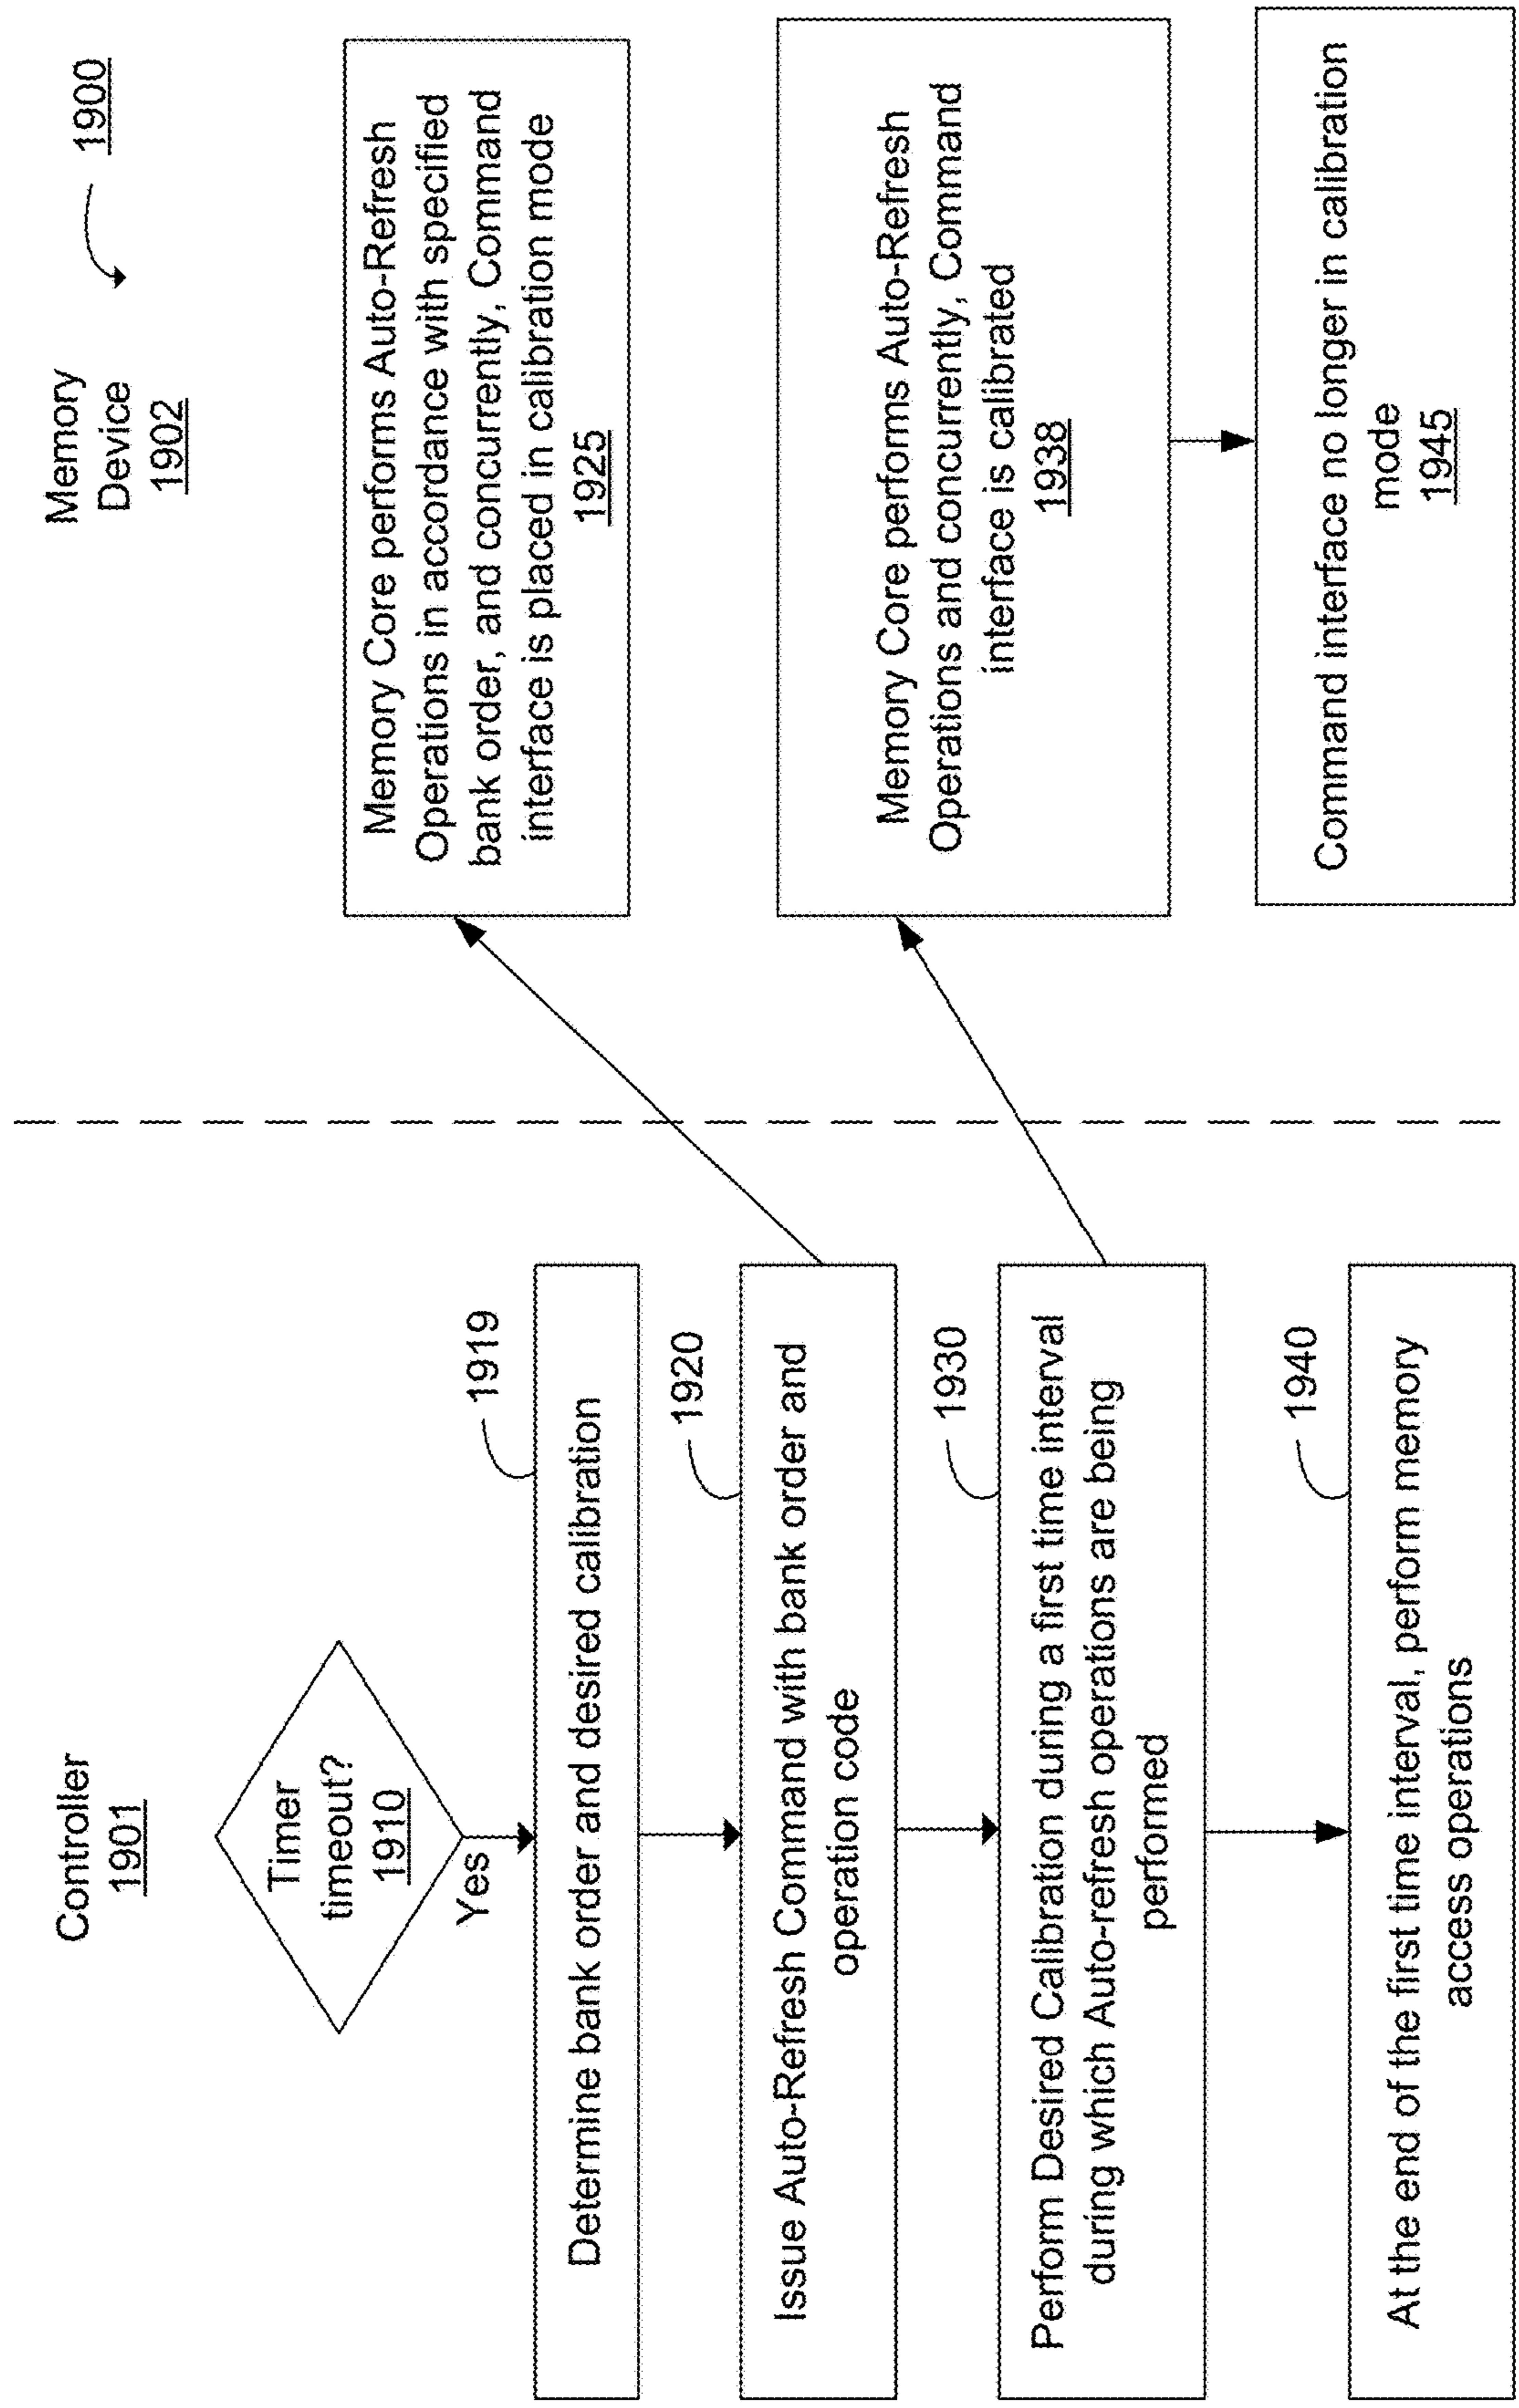 Controller
1901
Memory
Device
1902
1900
Timer
timeout?
1910
Yes
1919
Determine bank order and desired calibration
1920
Issue Auto-Refresh Command with bank order and
operation code
Memory Core performs Auto-Refresh
Operations in accordance with specified
bank order, and concurrently, Command
interface is placed in calibration mode
1925
1930
Perform Desired Calibration during a first time interval
during which Auto-refresh operations are being
performed
Memory Core performs Auto-Refresh
Operations and concurrently, Command
interface is calibrated
1938
1940
At the end of the first time interval, perform memory
access operations
Command interface no longer in calibration
mode
1945